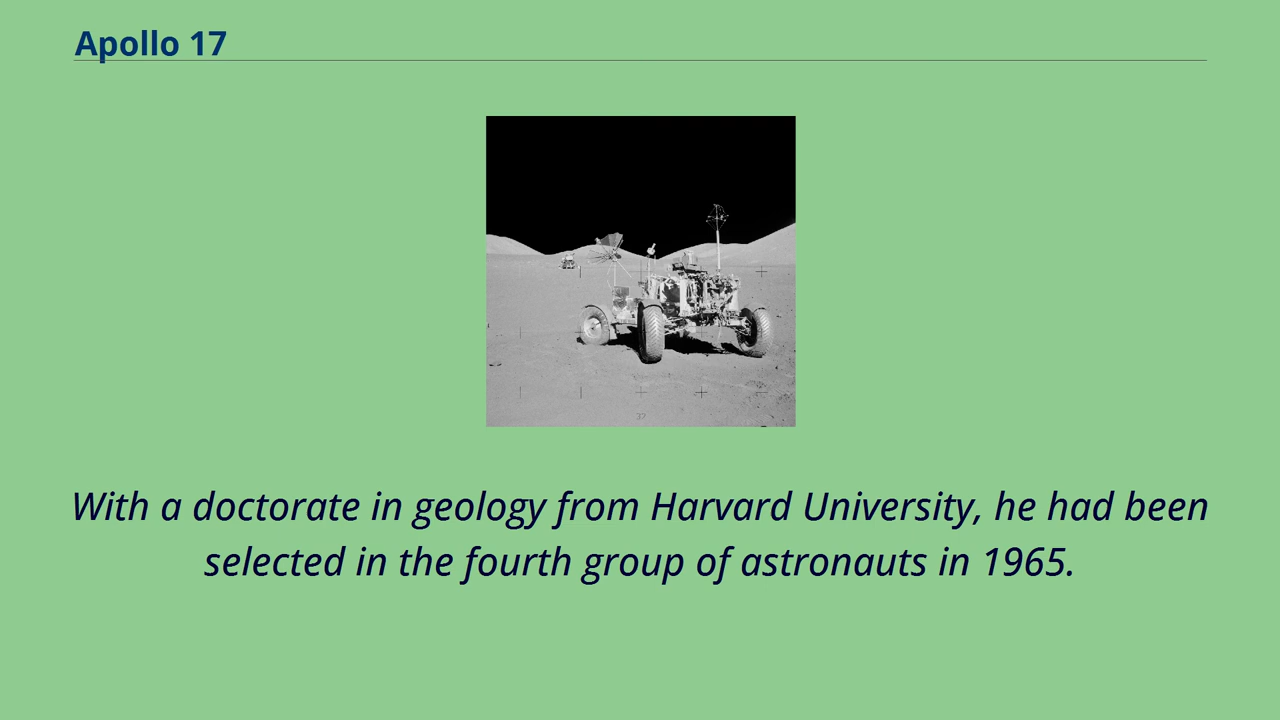 Apollo 17
With a doctorate in geology from Harvard University, he had been
selected in the fourth group of astronauts in 1965.